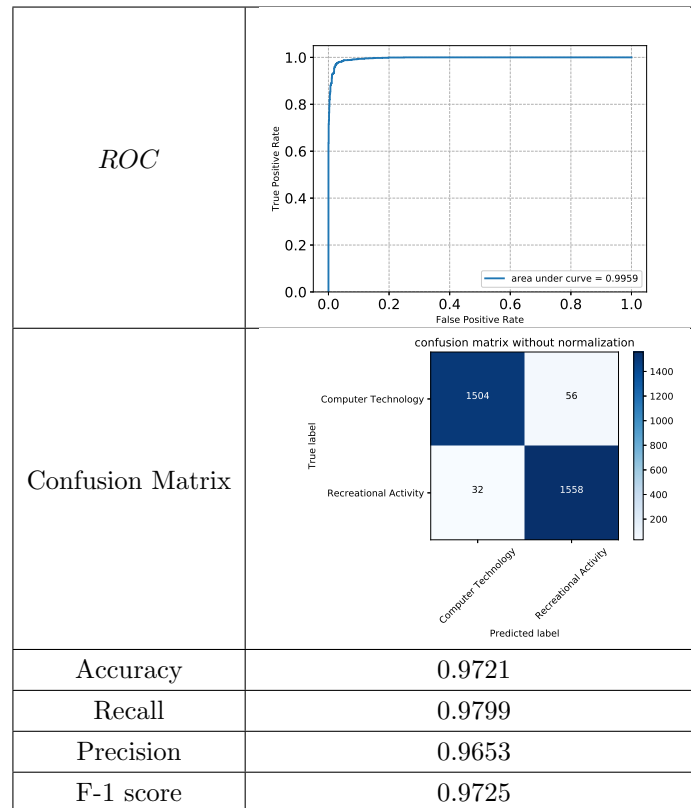 ROC
1.0
0.8
0.6
0.4
0.2
0.0
True Positive Rate
area under curve = 0.9959
0.0 0.2 0.4 0.6 0.8 1.0
False Positive Rate
Confusion Matrix
confusion matrix without normalization
True label
Computer Technology 1504 56
Recreational Activity 32 1558
1400
1200
1000
800
600
400
200
Computer Technology
Recreational Activity
Predicted label
Accuracy 0.9721
Recall 0.9799
Precision 0.9653
F-1 score 0.9725